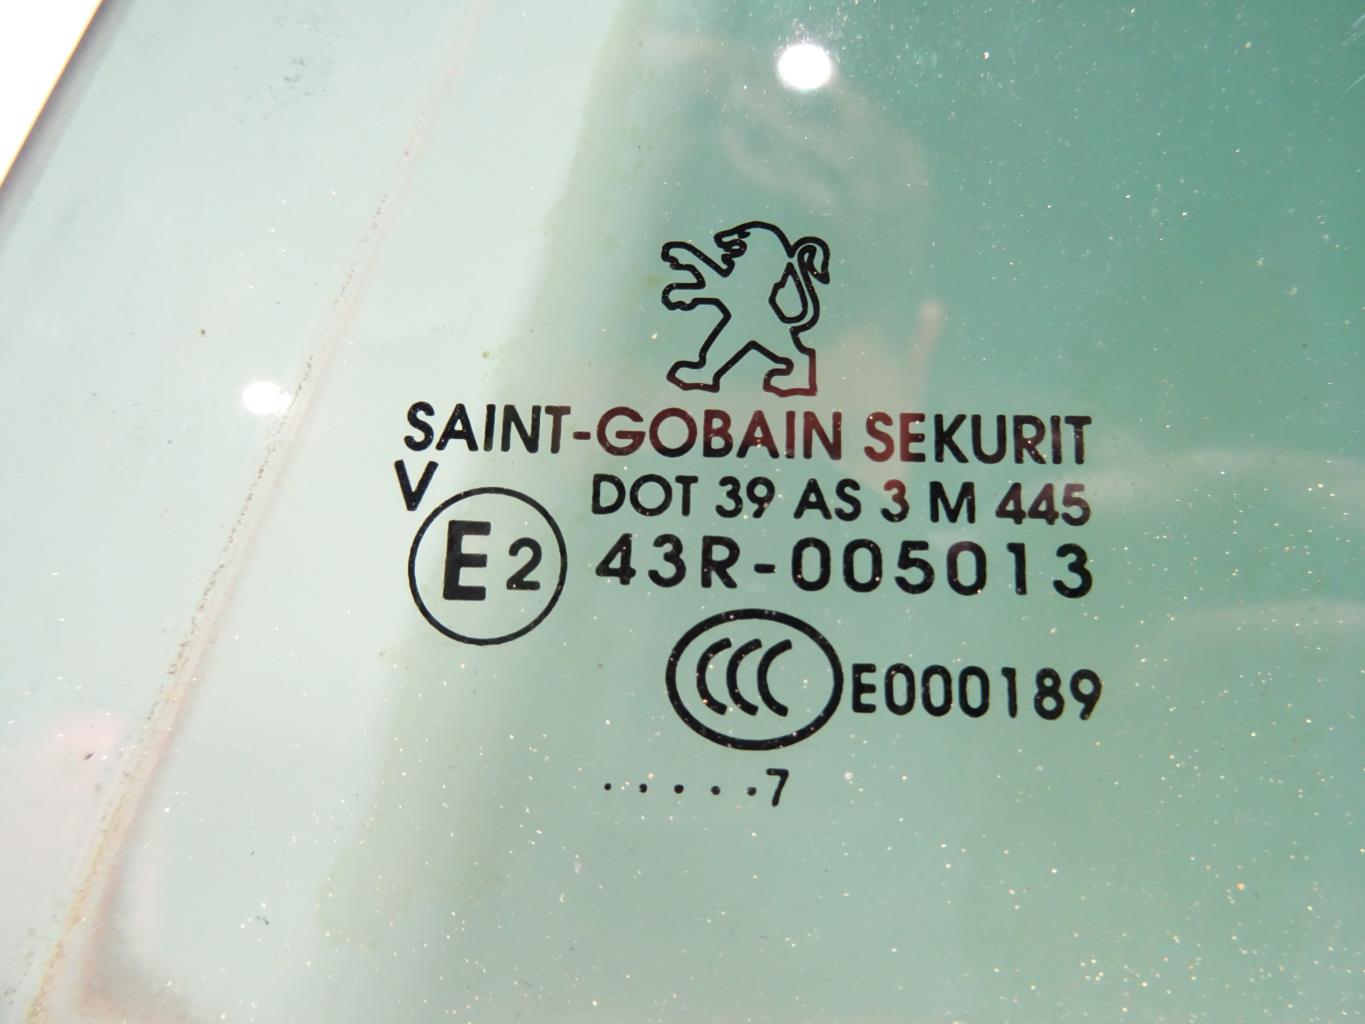 SAINT-GOBAIN SEKURIT
V
DOT 39 AS 3 M 445
E2 43R-005013
CCC E000189
. . . . . .7